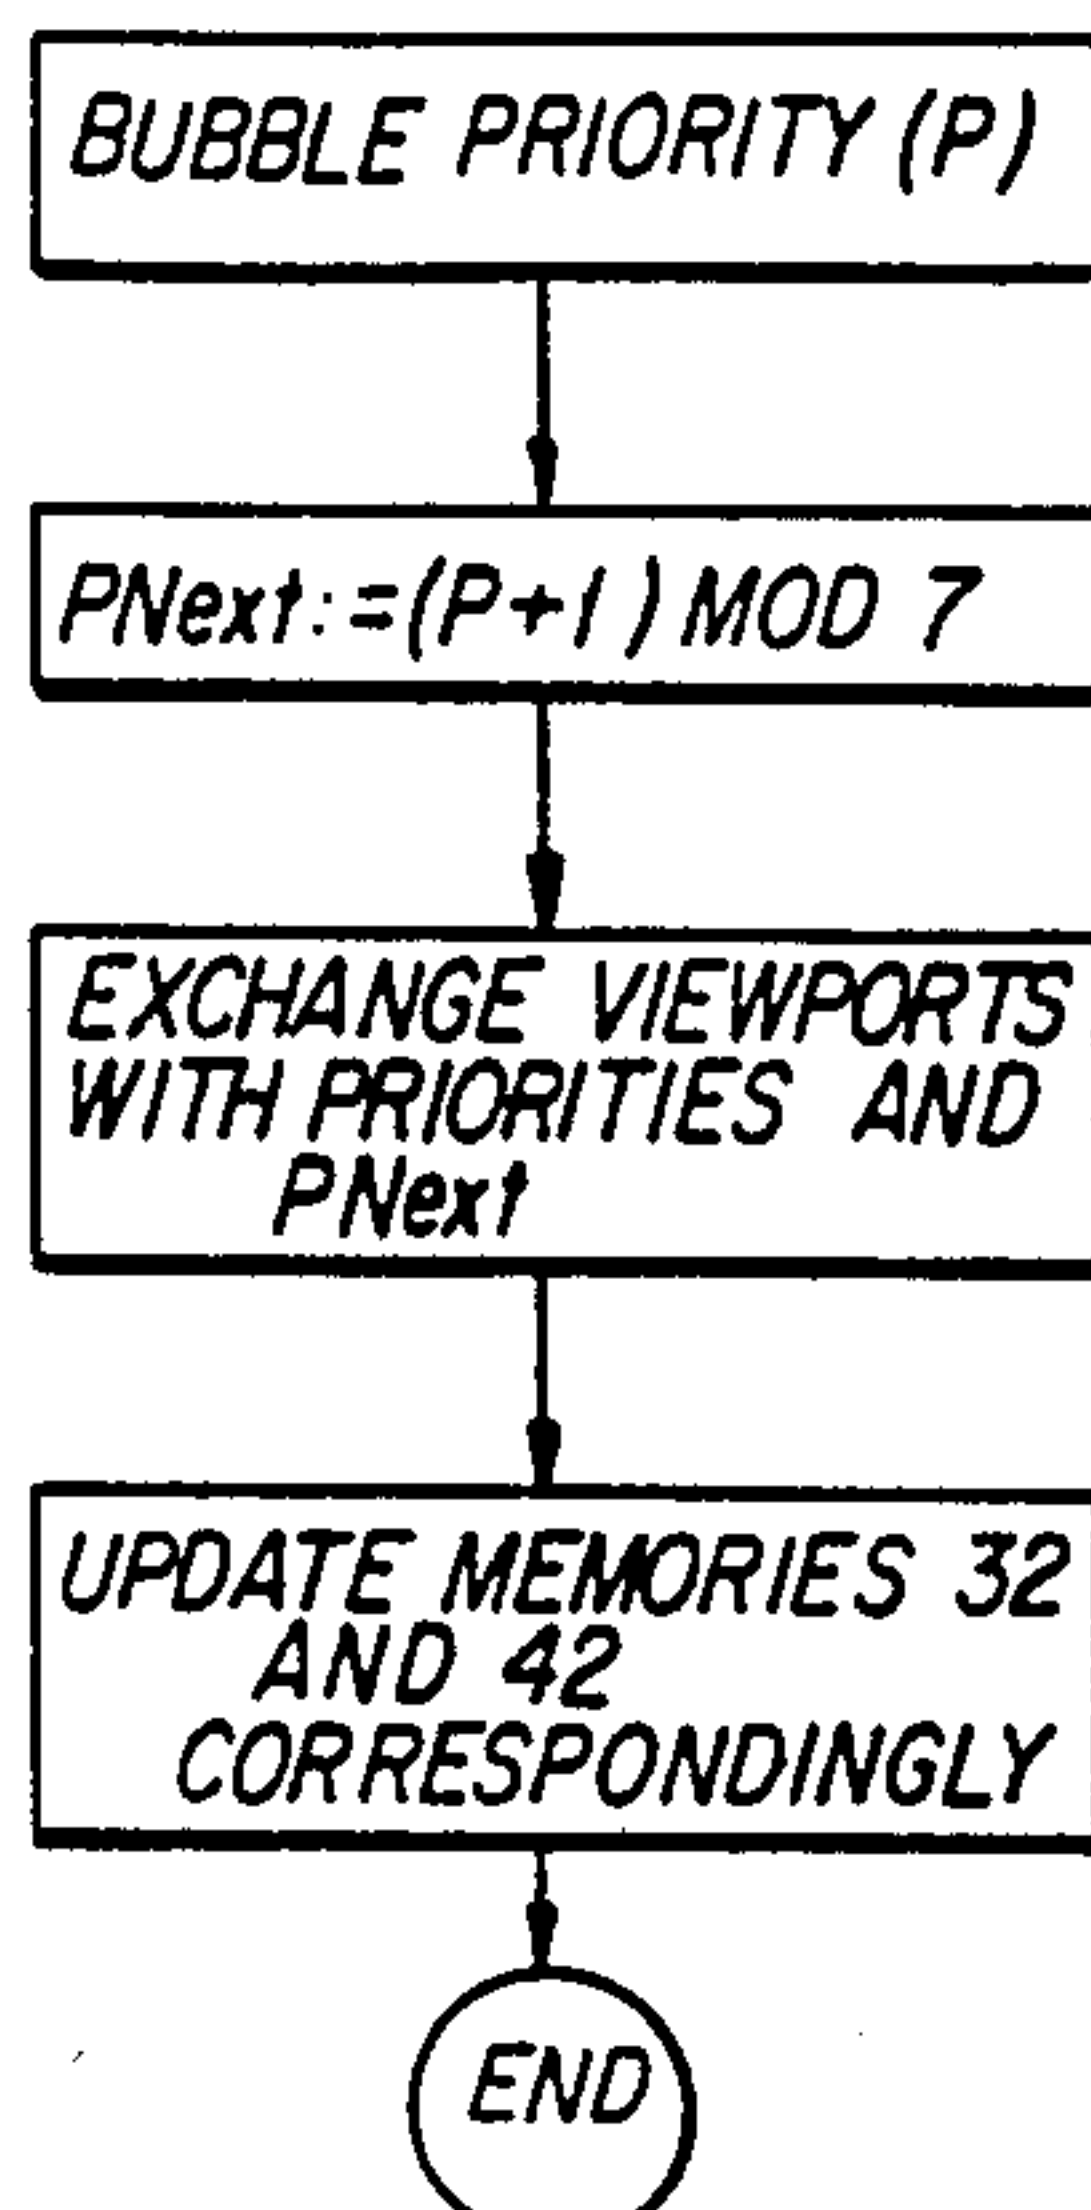 BUBBLE PRIORITY (P)
PNext:=(P+1) MOD 7
EXCHANGE VIEWPORTS
WITH PRIORITIES AND
PNext
UPDATE MEMORIES 32
AND 42
CORRESPONDINGLY
END